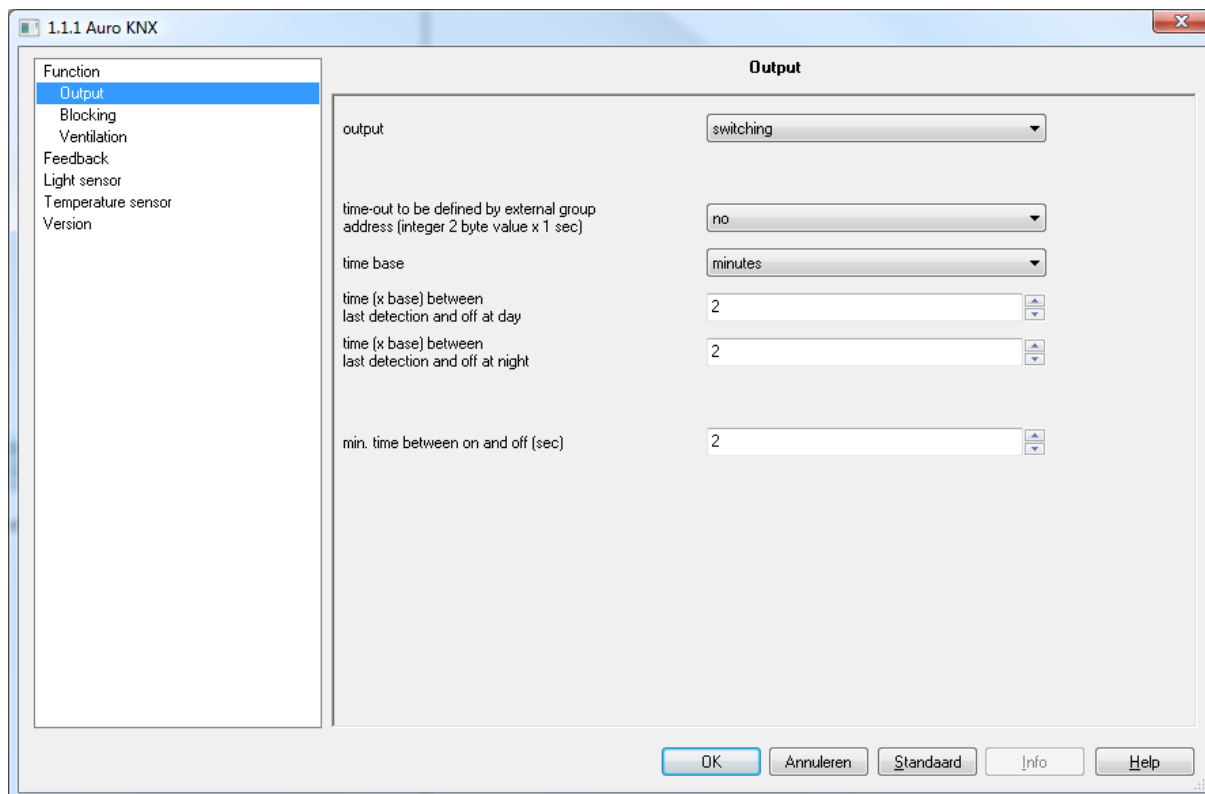 1.1.1 Auro KNX
Function
Output
Blocking
Ventilation
Feedback
Light sensor
Temperature sensor
Version
Output
output
switching
time-out to be defined by external group
address (integer 2 byte value x 1 sec)
no
time base
minutes
time (x base) between
last detection and off at day
2
time (x base) between
last detection and off at night
2
min. time between on and off (sec)
2
OK
Annuleren
Standaard
Info
Help